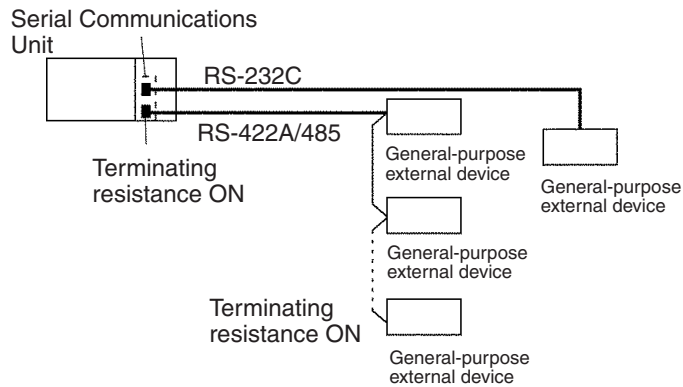 Serial Communications
Unit
RS-232C
RS-422A/485
Terminating
resistance ON
General-purpose
external device
General-purpose
external device
General-purpose
external device
Terminating
resistance ON
General-purpose
external device